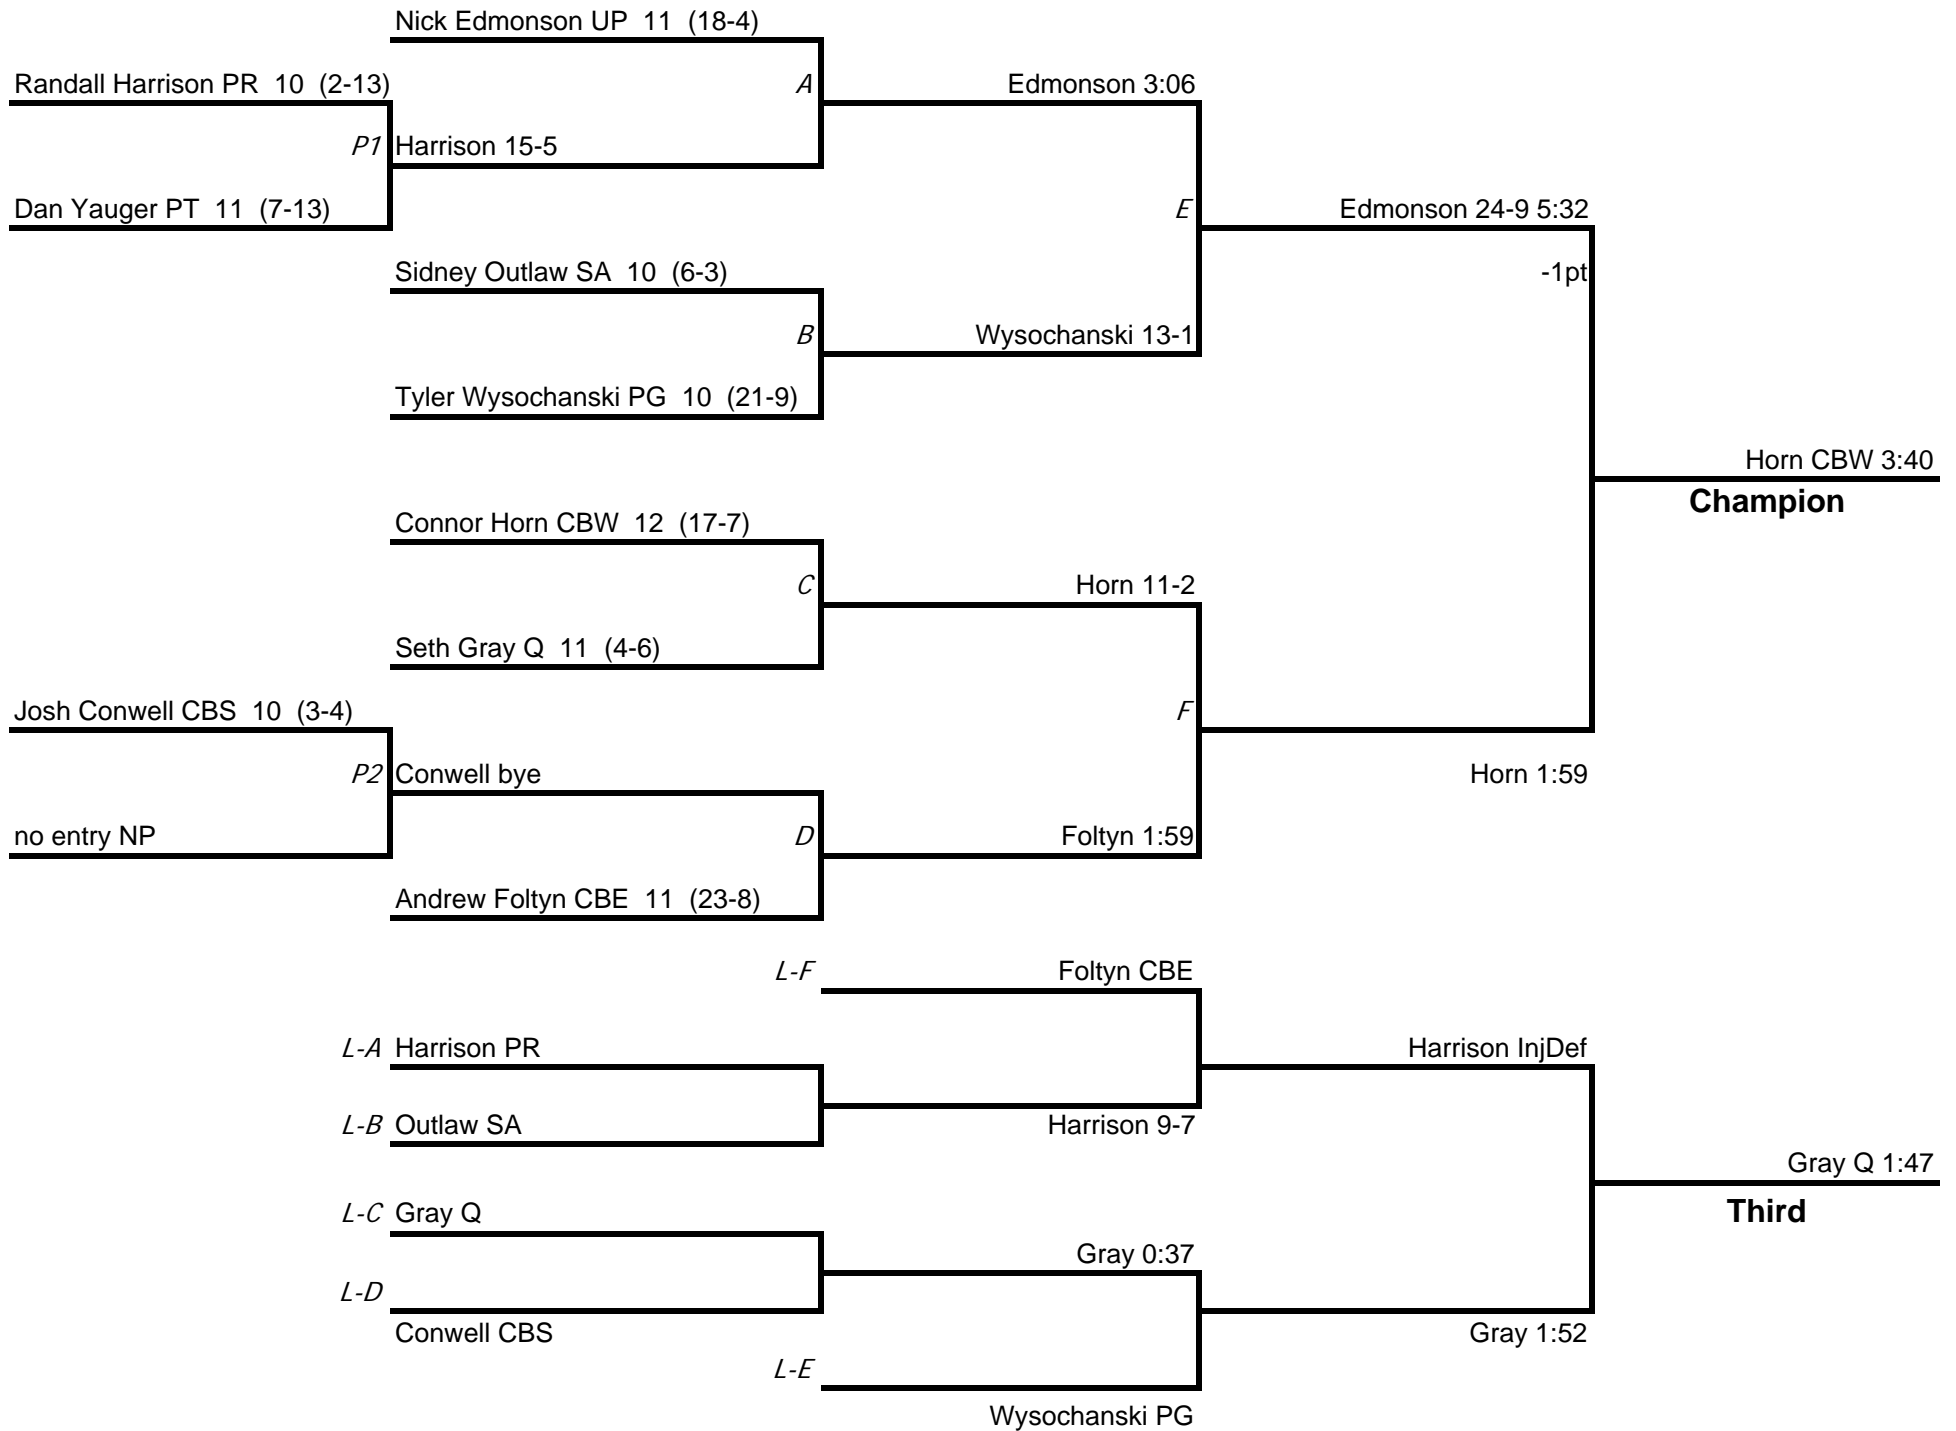 Nick Edmonson UP 11 (18-4)
Randall Harrison PR 10 (2-13)
A
Edmonson 3:06
P1
Harrison 15-5
Dan Yauger PT 11 (7-13)
E
Edmonson 24-9 5:32
Sidney Outlaw SA 10 (6-3)
-1pt
B
Wysochanski 13-1
Tyler Wysochanski PG 10 (21-9)
Horn CBW 3:40
Champion
Connor Horn CBW 12 (17-7)
C
Horn 11-2
Seth Gray Q 11 (4-6)
Josh Conwell CBS 10 (3-4)
F
P2
Conwell bye
Horn 1:59
no entry NP
D
Foltyn 1:59
Andrew Foltyn CBE 11 (23-8)
L-F
Foltyn CBE
L-A
Harrison PR
Harrison InjDef
L-B
Outlaw SA
Harrison 9-7
Gray Q 1:47
Third
L-C
Gray Q
Gray 0:37
L-D
Conwell CBS
Gray 1:52
L-E
Wysochanski PG